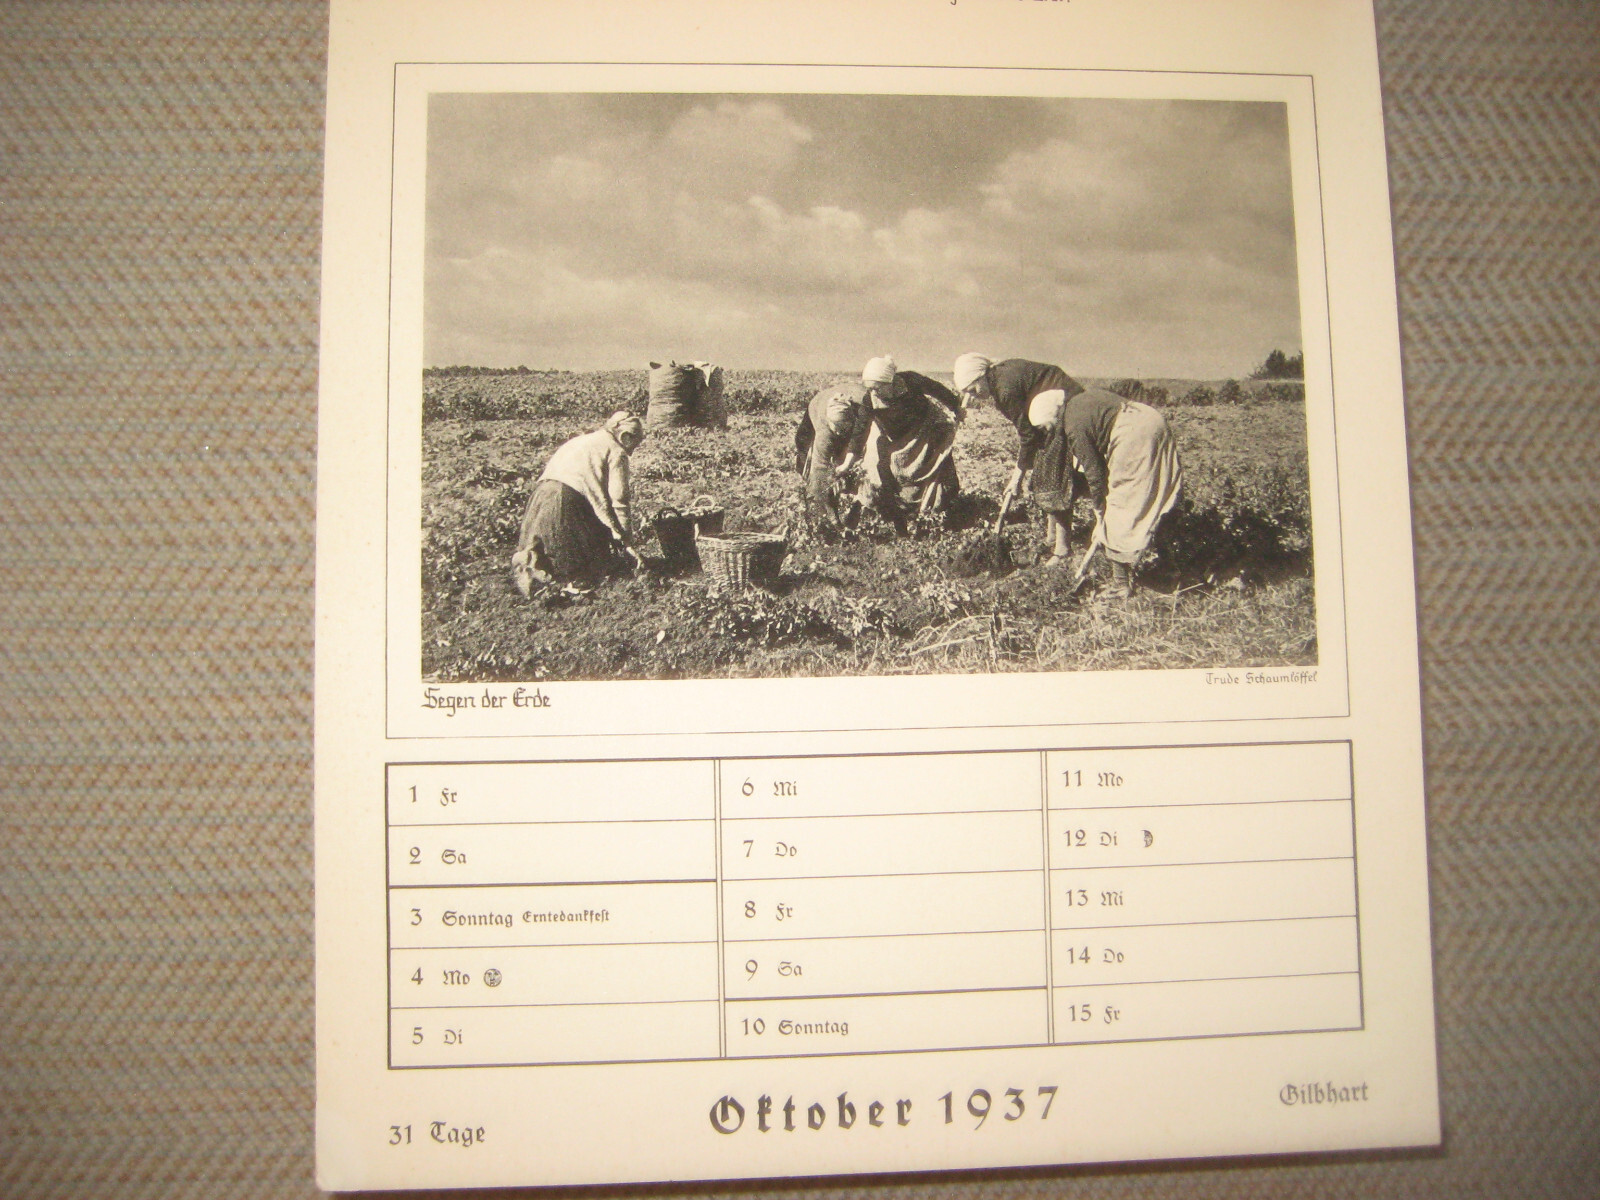 Segen der Erde
Trude Schaumlöffel
1 Fr
2 Sa
3 Sonntag Erntedankfest
4 Mo
5 Di
6 Mi
7 Do
8 Fr
9 Sa
10 Sonntag
11 Mo
12 Di
13 Mi
14 Do
15 Fr
31 Tage
Oktober 1937
Gilbhart